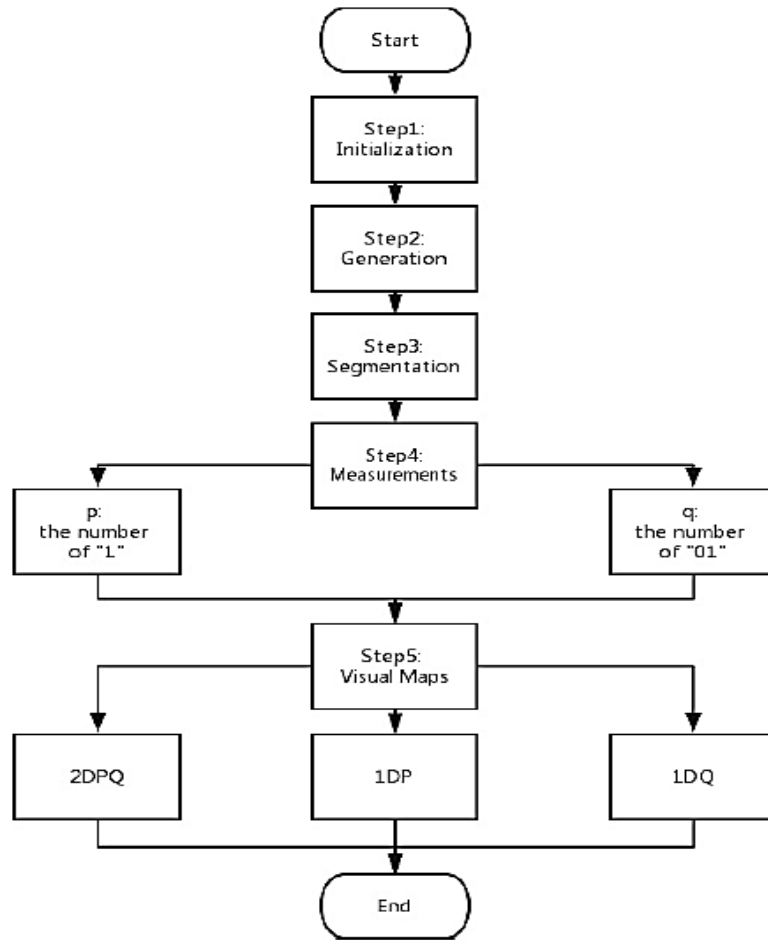 Start
Step1:
Initialization
Step2:
Generation
Step3:
Segmentation
Step4:
Measurements
p:
the number
of "1"
q:
the number
of "01"
Step5:
Visual Maps
2DPQ
1DP
1DQ
End